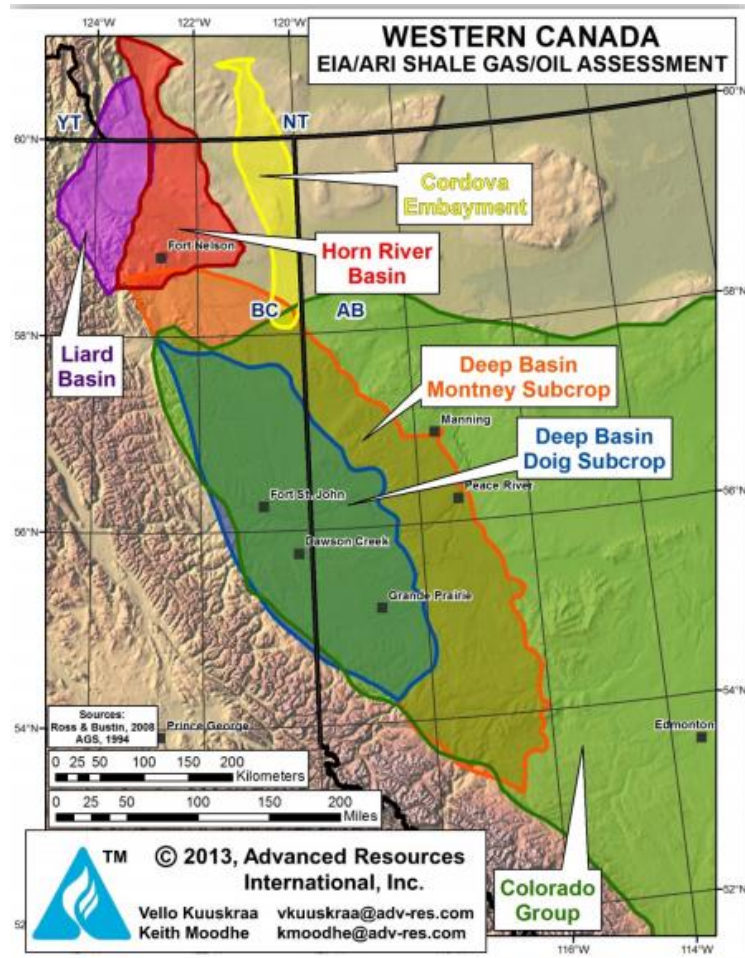 124°W
122°W
120°W
WESTERN CANADA
EIA/ARI SHALE GAS/OIL ASSESSMENT
60°N
YT
NT
60°N
Cordova
Embayment
Fort Nelson
Horn River
Basin
58°N
BC
AB
58°N
Liard
Basin
Deep Basin
Montney Subcrop
Manning
Deep Basin
Doig Subcrop
Peace River
56°N
Fort St. John
56°N
Dawson Creek
Grande Prairie
54°N
Sources:
Ross & Bustin, 2008
AGS, 1994
54°N
Prince George
Edmonton
0 25 50 100 150 200
Kilometers
0 25 50 100 150 200
Miles
TM
© 2013, Advanced Resources
International, Inc.
Vello Kuuskraa vkuuskraa@adv-res.com
Keith Moodhe kmoodhe@adv-res.com
Colorado
Group
52°N
116°W
114°W